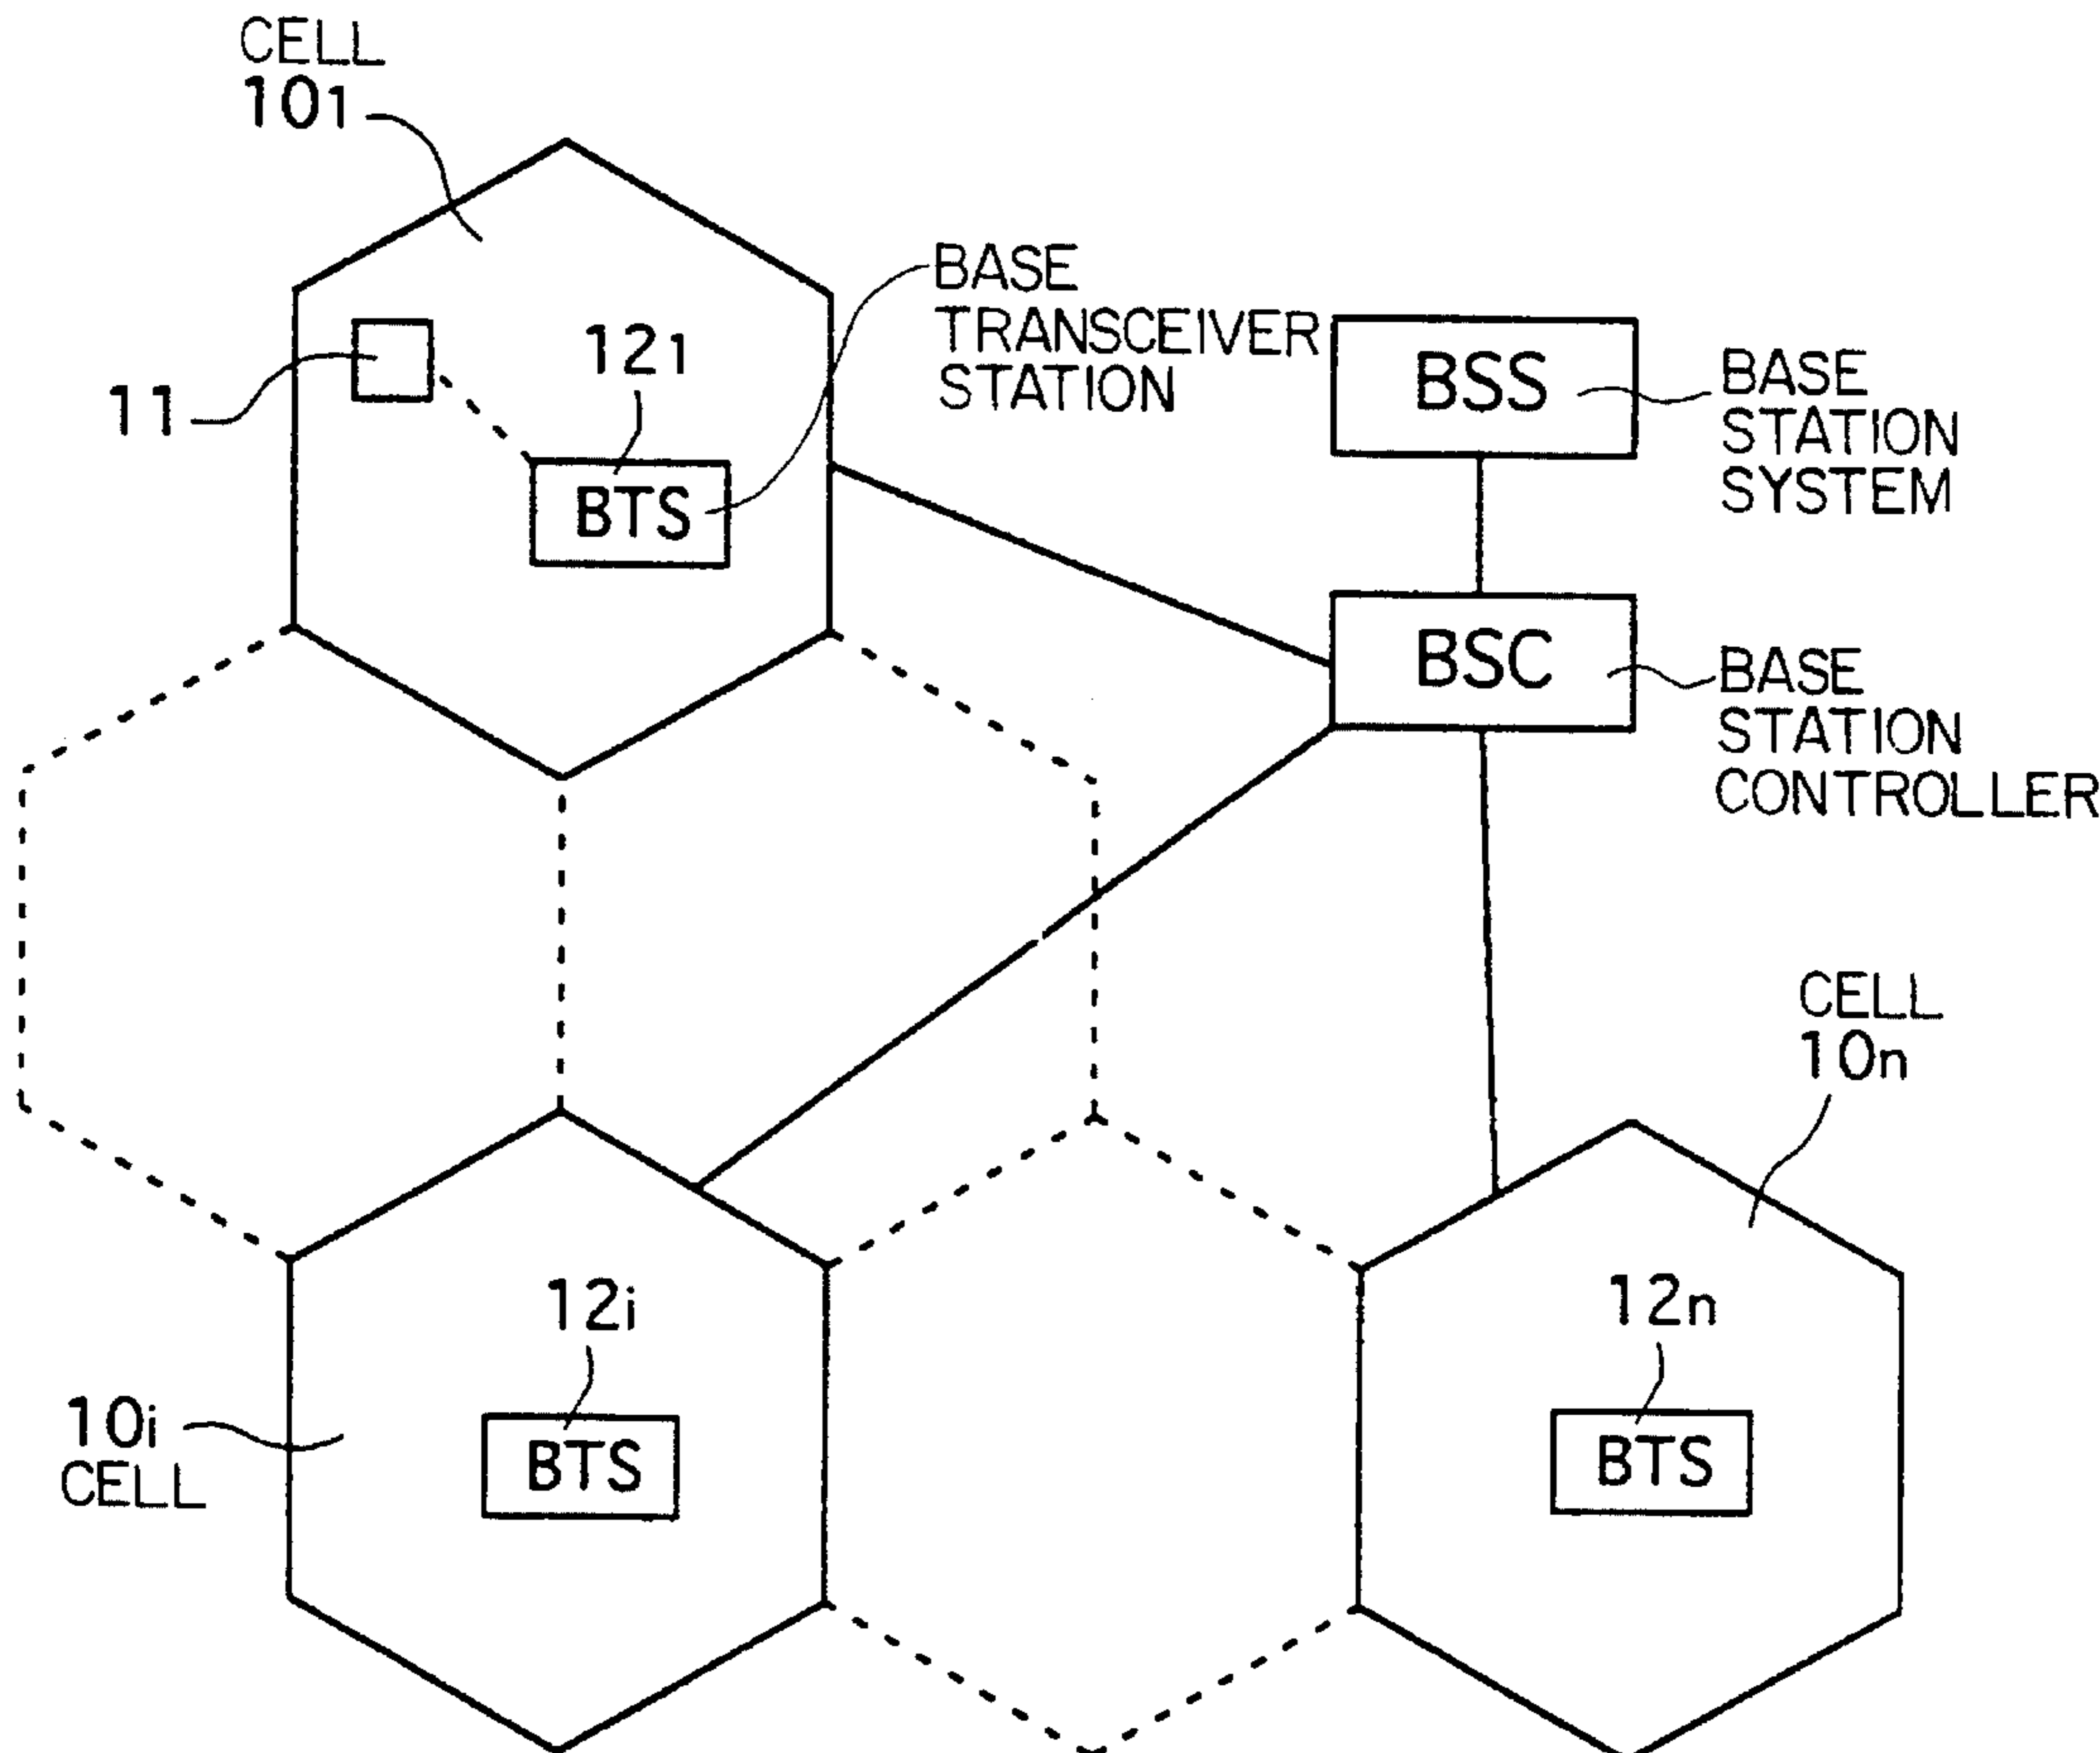 CELL
101
BASE
TRANSCEIVER
STATION
121
11
BTS
BSS
BASE
STATION
SYSTEM
BSC
BASE
STATION
CONTROLLER
CELL
10n
12i
12n
10i
CELL
BTS
BTS